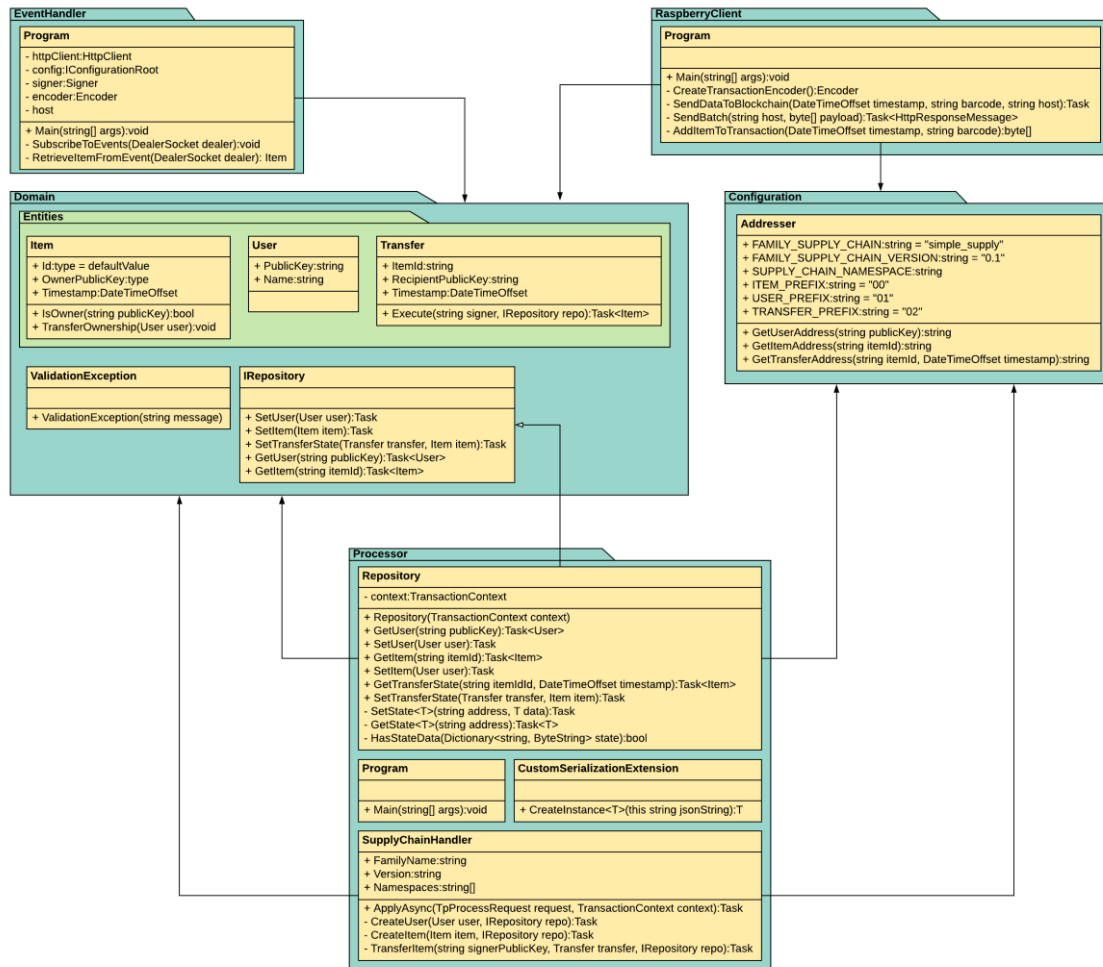 EventHandler
Program
- httpClient:HttpClient
- config:IConfigurationRoot
- signer:Signer
- encoder:Encoder
- host
+ Main(string[] args):void
- SubscribeToEvents(DealerSocket dealer):void
- RetrieveItemFromEvent(DealerSocket dealer): Item
RaspberryClient
Program
+ Main(string[] args):void
- CreateTransactionEncoder():Encoder
- SendDataToBlockchain(DateTimeOffset timestamp, string barcode, string host):Task
- SendBatch(string host, byte[] payload):Task<HttpResponseMessage>
- AddItemToTransaction(DateTimeOffset timestamp, string barcode):byte[]
Domain
Entities
Item
+ Id:type = defaultValue
+ OwnerPublicKey:type
+ Timestamp:DateTimeOffset
+ IsOwner(string publicKey):bool
+ TransferOwnership(User user):void
User
+ PublicKey:string
+ Name:string
Transfer
+ ItemId:string
+ RecipientPublicKey:string
+ Timestamp:DateTimeOffset
+ Execute(string signer, IRepository repo):Task<Item>
ValidationException
+ ValidationException(string message)
IRepository
+ SetUser(User user):Task
+ SetItem(Item item):Task
+ SetTransferState(Transfer transfer, Item item):Task
+ GetUser(string publicKey):Task<User>
+ GetItem(string itemId):Task<Item>
Configuration
Addresser
+ FAMILY_SUPPLY_CHAIN:string = "simple_supply"
+ FAMILY_SUPPLY_CHAIN_VERSION:string = "0.1"
+ SUPPLY_CHAIN_NAMESPACE:string
+ ITEM_PREFIX:string = "00"
+ USER_PREFIX:string = "01"
+ TRANSFER_PREFIX:string = "02"
+ GetUserAddress(string publicKey):string
+ GetItemAddress(string itemId):string
+ GetTransferAddress(string itemId, DateTimeOffset timestamp):string
Processor
Repository
- context:TransactionContext
+ Repository(TransactionContext context)
+ GetUser(string publicKey):Task<User>
+ SetUser(User user):Task
+ GetItem(string itemId):Task<Item>
+ SetItem(User user):Task
+ GetTransferState(string itemIdId, DateTimeOffset timestamp):Task<Item>
+ SetTransferState(Transfer transfer, Item item):Task
- SetState<T>(string address, T data):Task
- GetState<T>(string address):Task<T>
- HasStateData(Dictionary<string, ByteString> state):bool
Program
+ Main(string[] args):void
CustomSerializationExtension
+ CreateInstance<T>(this string jsonString):T
SupplyChainHandler
+ FamilyName:string
+ Version:string
+ Namespaces:string[]
+ ApplyAsync(TpProcessRequest request, TransactionContext context):Task
- CreateUser(User user, IRepository repo):Task
- CreateItem(Item item, IRepository repo):Task
- TransferItem(string signerPublicKey, Transfer transfer, IRepository repo):Task